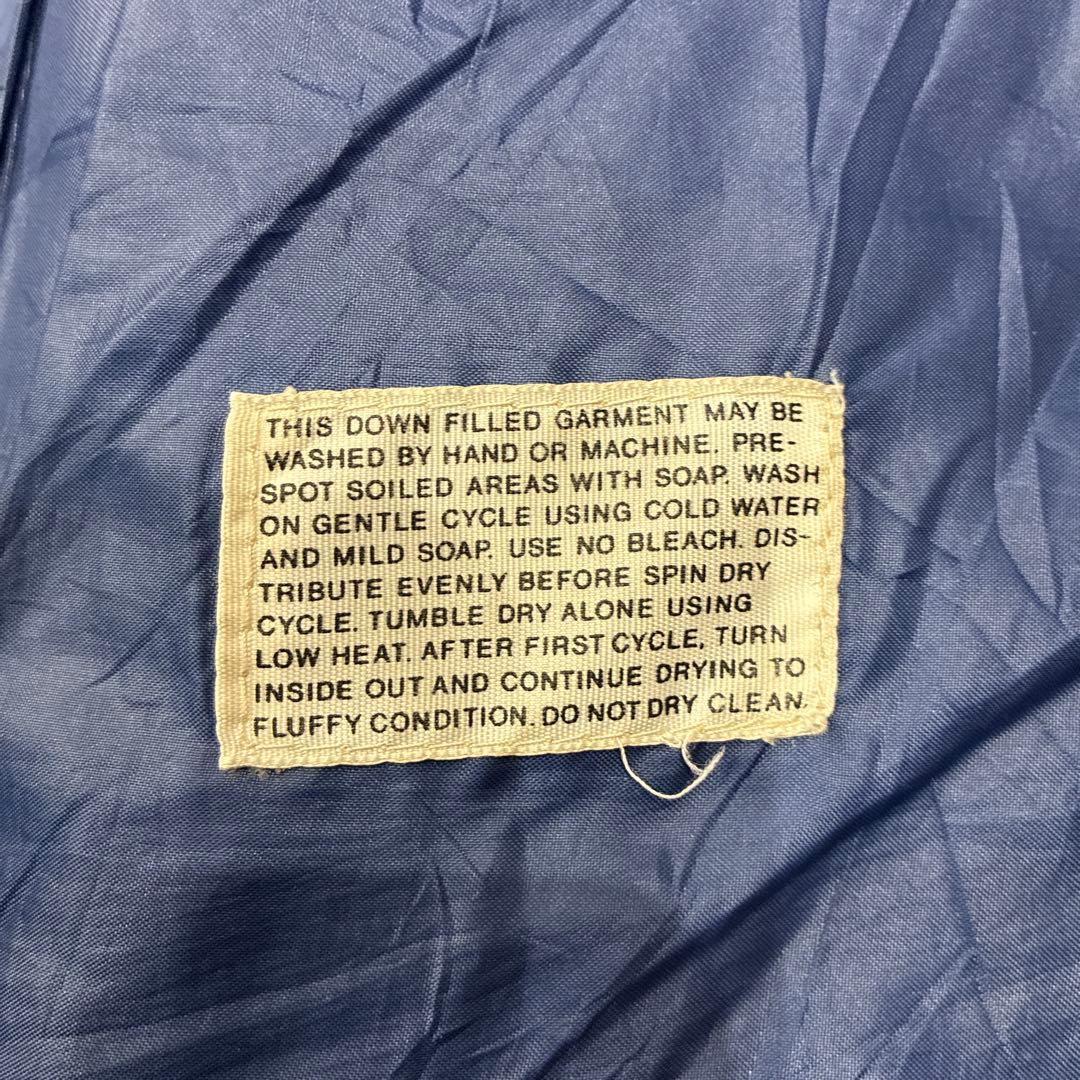 THIS DOWN FILLED GARMENT MAY BE
WASHED BY HAND OR MACHINE. PRE-
SPOT SOILED AREAS WITH SOAP. WASH
ON GENTLE CYCLE USING COLD WATER
AND MILD SOAP. USE NO BLEACH. DIS-
TRIBUTE EVENLY BEFORE SPIN DRY
CYCLE. TUMBLE DRY ALONE USING
LOW HEAT. AFTER FIRST CYCLE, TURN
INSIDE OUT AND CONTINUE DRYING TO
FLUFFY CONDITION. DO NOT DRY CLEAN.